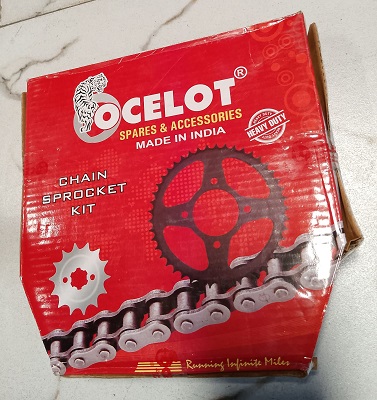 OCELOT®
SPARES & ACCESSORIES
MADE IN INDIA
HEAVY DUTY
CHAIN
SPROCKET
KIT
Running Infinite Miles